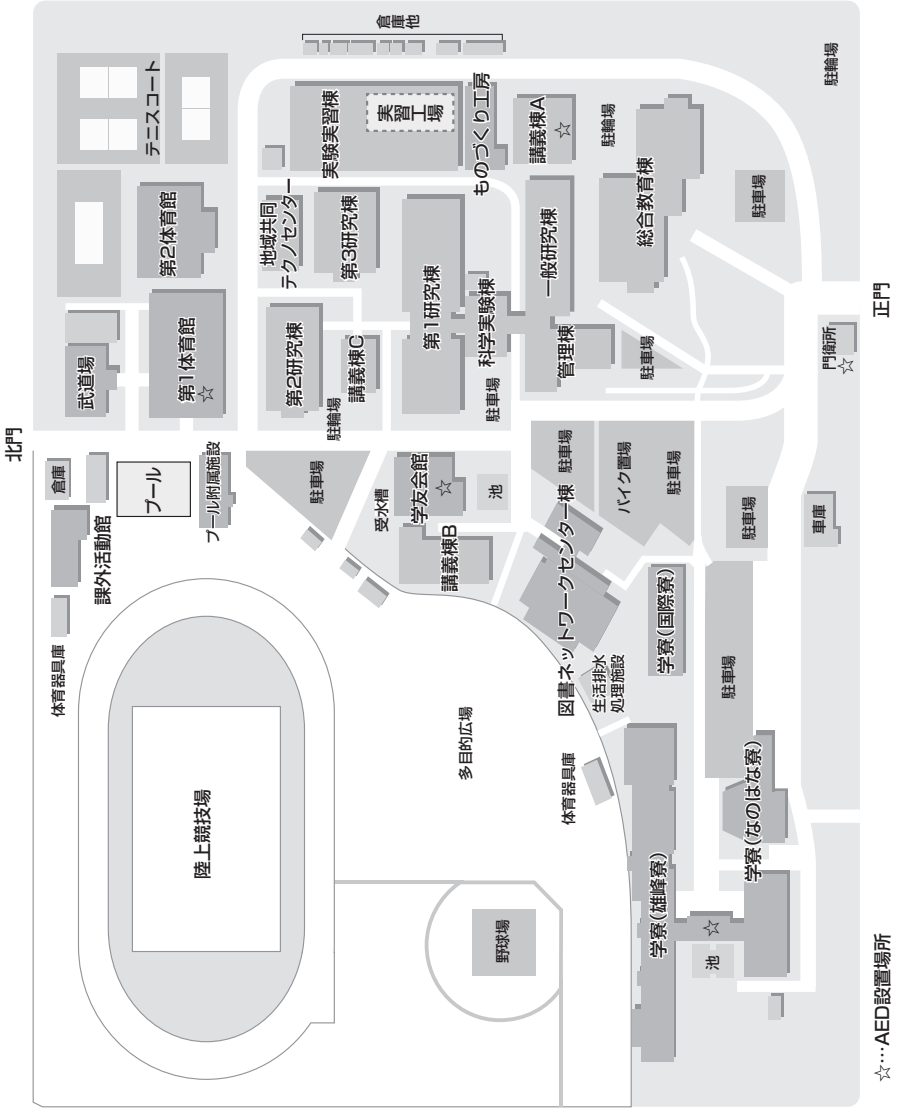 北門
正門
倉庫他
駐輪場
テニスコート
実験実習棟
実習工場
ものづくり工房
講義棟A
☆
駐輪場
総合教育棟
駐車場
第2体育館
地域共同
テクノセンター
第3研究棟
第1研究棟
科学実験棟
一般研究棟
管理棟
駐車場
門衛所
☆
武道場
第1体育館
☆
第2研究棟
講義棟C
駐輪場
駐車場
倉庫
プール
プール附属施設
課外活動館
体育器具庫
駐車場
受水槽
学友会館
☆
池
講義棟B
駐車場
バイク置場
駐車場
駐車場
車庫
図書ネットワークセンター棟
生活排水
処理施設
学寮(国際寮)
駐車場
陸上競技場
多目的広場
体育器具庫
野球場
学寮(雄峰寮)
学寮(なのはな寮)
☆
池
☆…AED設置場所